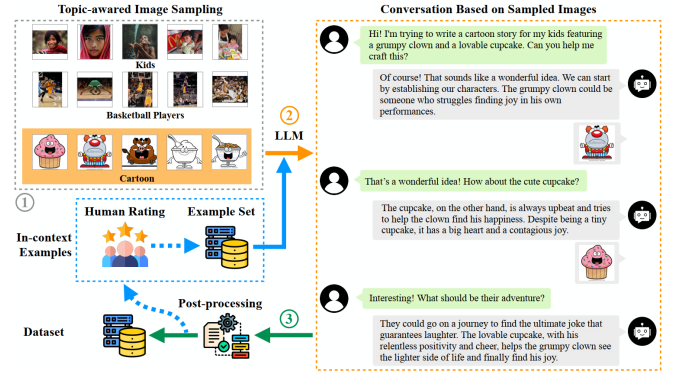 Topic-awared Image Sampling
Kids
Basketball Players
Cartoon
①
Human Rating
Example Set
In-context
Examples
Post-processing
Dataset
②
LLM
③
Conversation Based on Sampled Images
Hi! I'm trying to write a cartoon story for my kids featuring
a grumpy clown and a lovable cupcake. Can you help me
craft this?
Of course! That sounds like a wonderful idea. We can start
by establishing our characters. The grumpy clown could be
someone who struggles finding joy in his own
performances.
That's a wonderful idea! How about the cute cupcake?
The cupcake, on the other hand, is always upbeat and tries
to help the clown find his happiness. Despite being a tiny
cupcake, it has a big heart and a contagious joy.
Interesting! What should be their adventure?
They could go on a journey to find the ultimate joke that
guarantees laughter. The lovable cupcake, with his
relentless positivity and cheer, helps the grumpy clown see
the lighter side of life and finally find his joy.